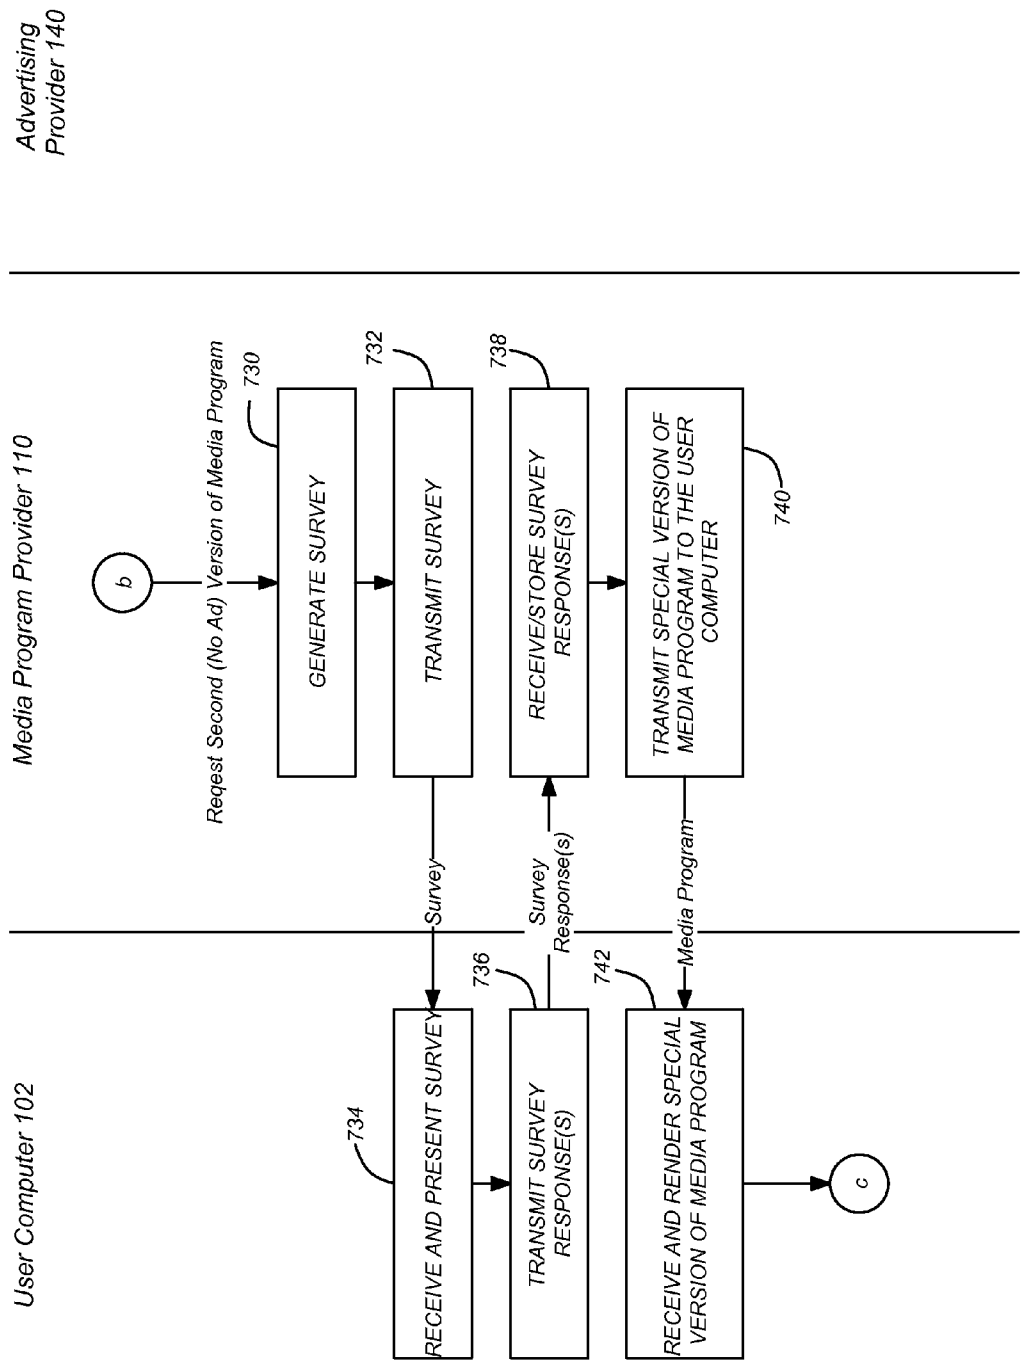 User Computer 102
Media Program Provider 110
Advertising
Provider 140
b
Reqest Second (No Ad) Version of Media Program
730
GENERATE SURVEY
732
TRANSMIT SURVEY
Survey
734
RECEIVE AND PRESENT SURVEY
736
TRANSMIT SURVEY
RESPONSE(S)
Survey
Response(s)
738
RECEIVE/STORE SURVEY
RESPONSE(S)
740
TRANSMIT SPECIAL VERSION OF
MEDIA PROGRAM TO THE USER
COMPUTER
Media Program
742
RECEIVE AND RENDER SPECIAL
VERSION OF MEDIA PROGRAM
c